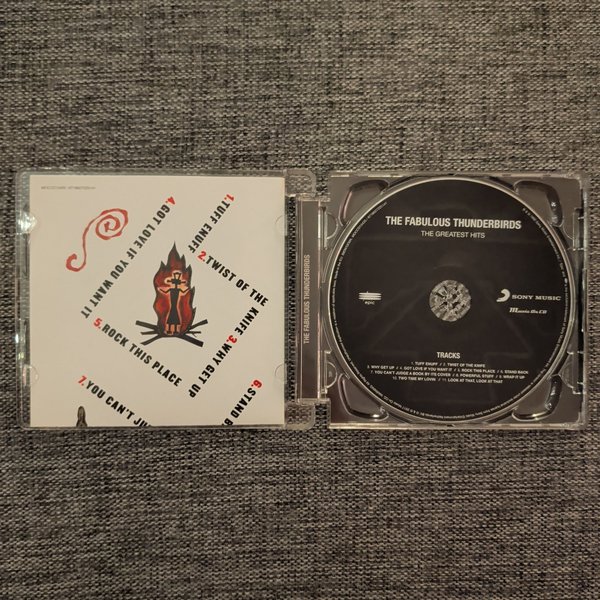 1. TUFF ENUFF
2. TWIST OF THE KNIFE
3. WHY GET UP
4. GOT LOVE IF YOU WANT IT
5. ROCK THIS PLACE
6. STAND B
7. YOU CAN'T JU
THE FABULOUS THUNDERBIRDS
THE FABULOUS THUNDERBIRDS
THE GREATEST HITS
epic
SONY MUSIC
Music On CD
TRACKS
1. TUFF ENUFF / 2. TWIST OF THE KNIFE
3. WHY GET UP / 4. GOT LOVE IF YOU WANT IT / 5. ROCK THIS PLACE / 6. STAND BACK
7. YOU CAN'T JUDGE A BOOK BY ITS COVER / 8. POWERFUL STUFF / 9. WRAP IT UP
10. TWO TIME MY LOVIN / 11. LOOK AT THAT, LOOK AT THAT